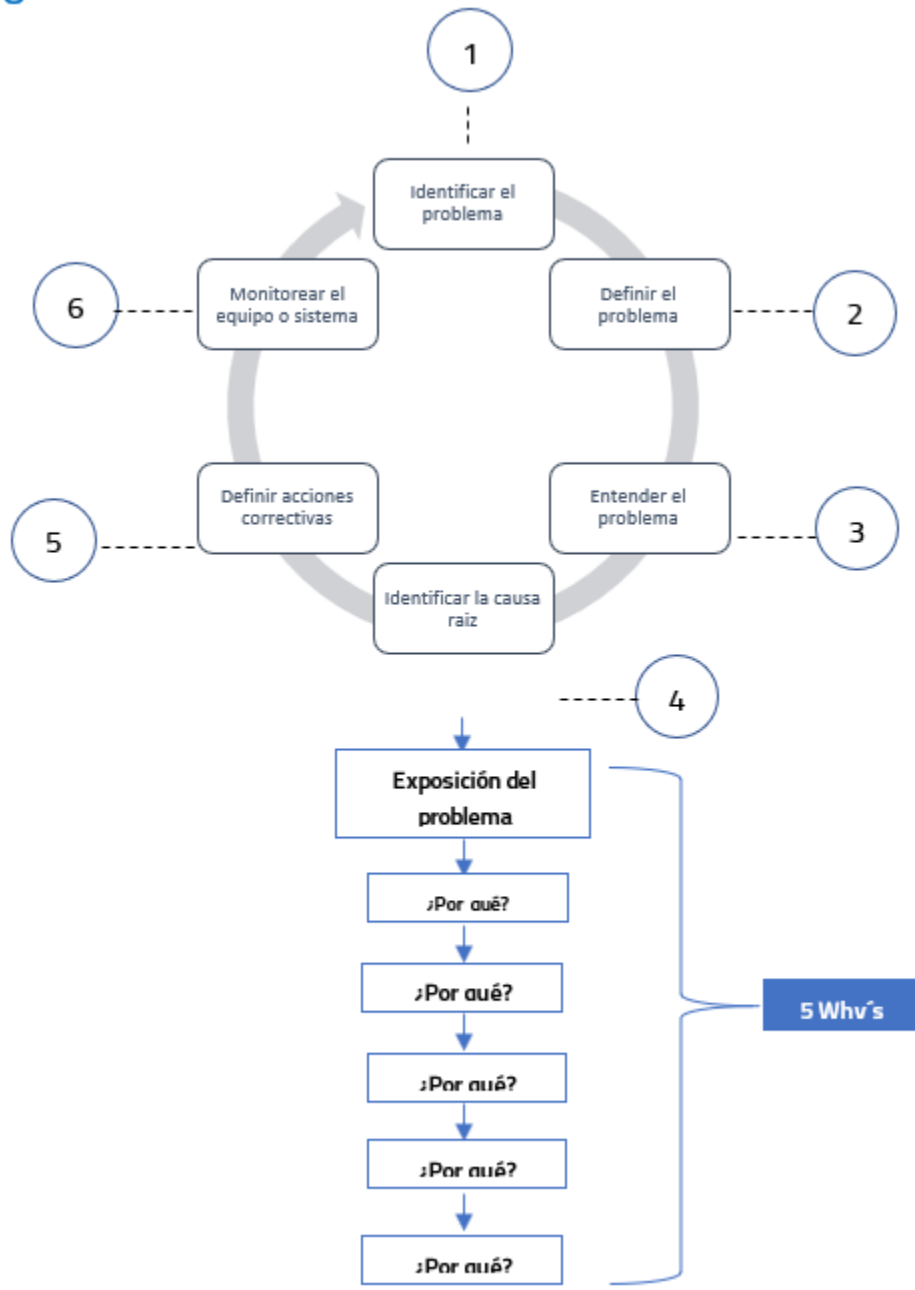 1
Identificar el
problema
6
Monitorear el
equipo o sistema
Definir el
problema
2
5
Definir acciones
correctivas
Entender el
problema
3
Identificar la causa
raiz
4
Exposición del
problema
¿Por qué?
¿Por qué?
5 Why´s
¿Por qué?
¿Por qué?
¿Por qué?